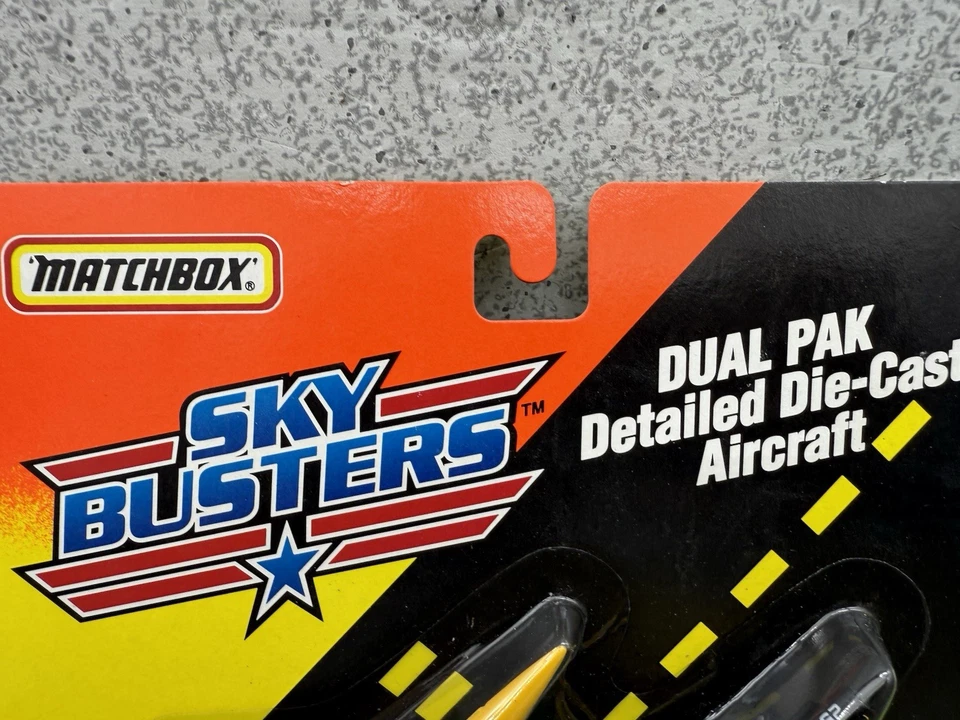 'MATCHBOX'®
SKY
BUSTERS™
DUAL PAK
Detailed Die-Cast
Aircraft